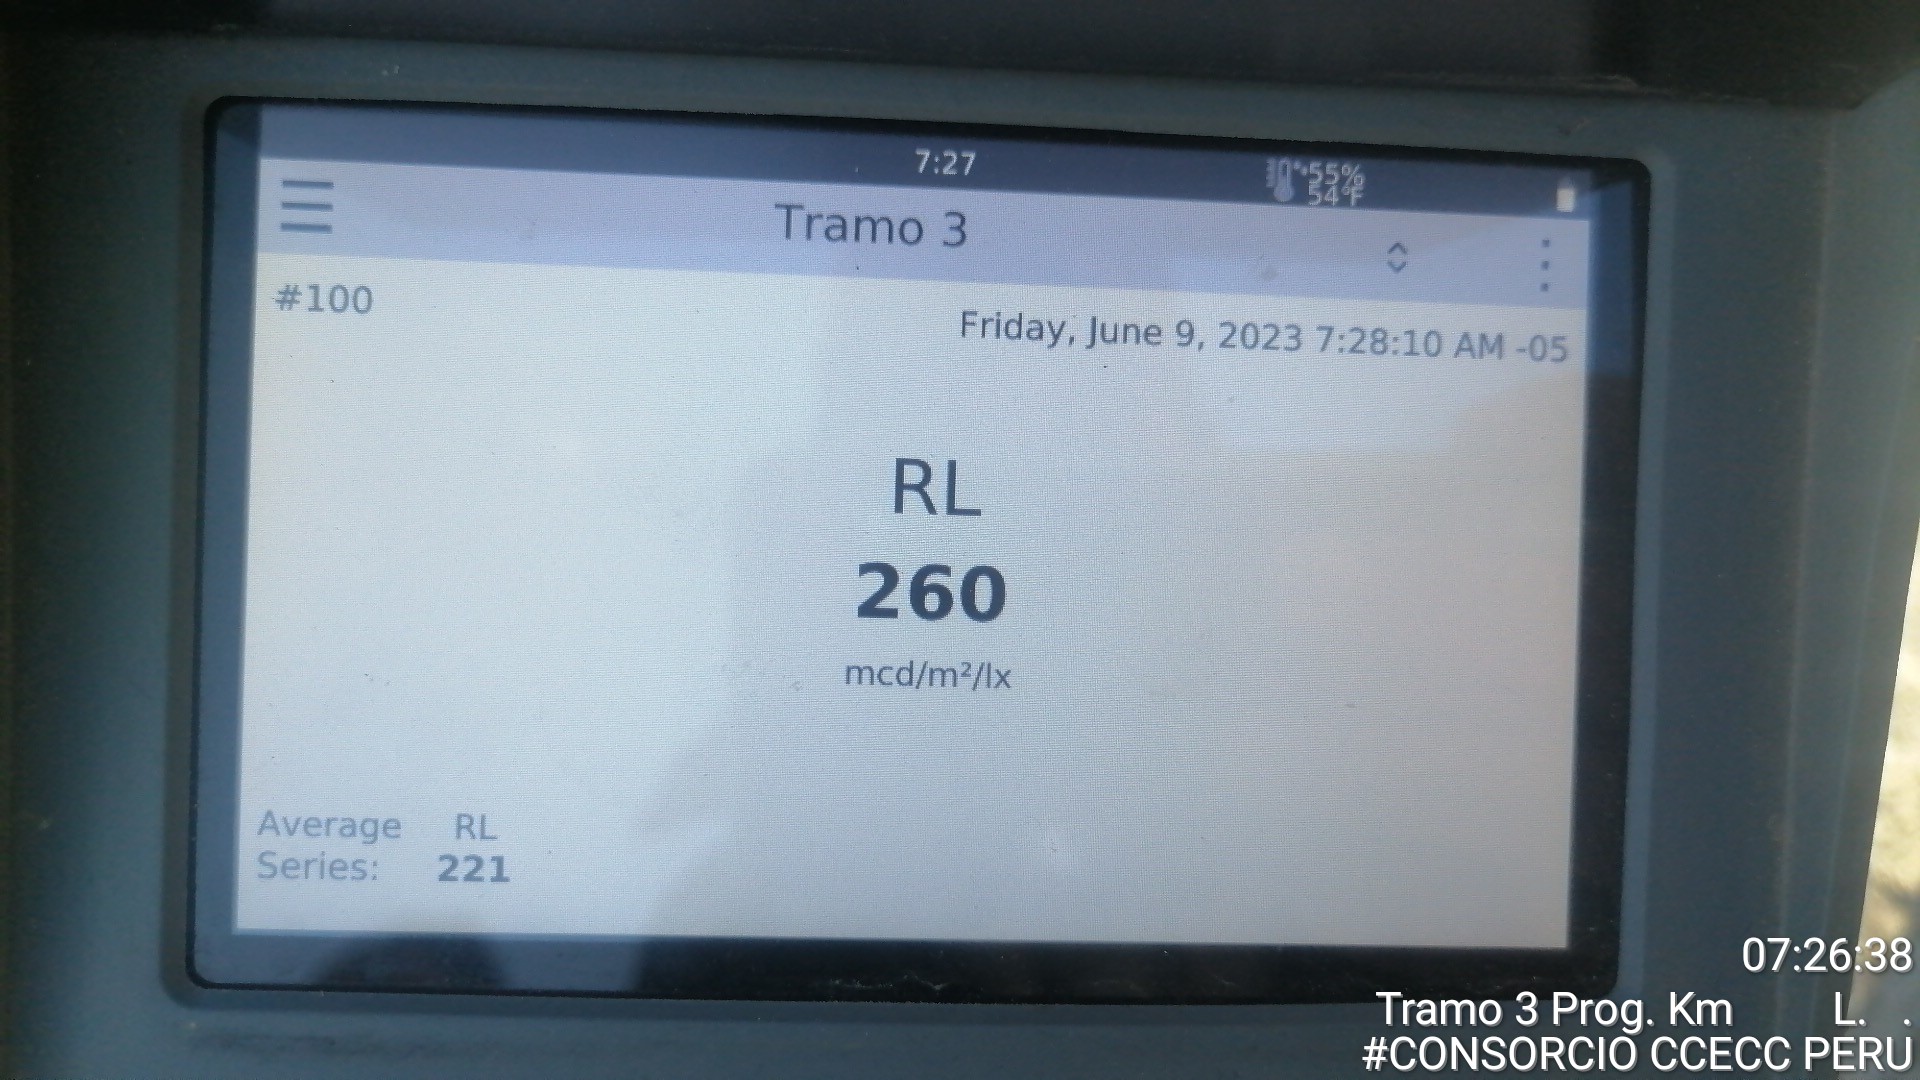 7:27
55%
54°F
Tramo 3
#100
Friday, June 9, 2023 7:28:10 AM -05
RL
260
mcd/m²/lx
Average RL
Series: 221
07:26:38
Tramo 3 Prog. Km L. .
#CONSORCIO CCECC PERU